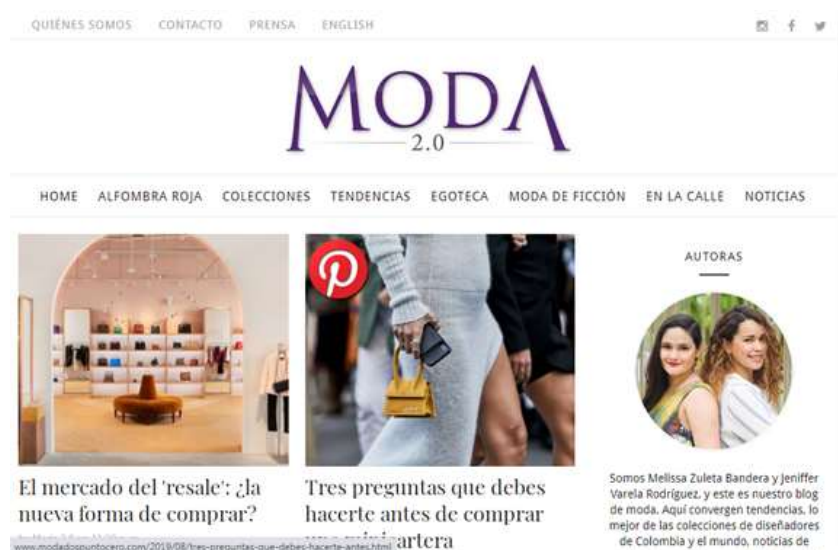 QUIÉNES SOMOS CONTACTO PRENSA ENGLISH
MODA
2.0
HOME ALFOMBRA ROJA COLECCIONES TENDENCIAS EGOTECA MODA DE FICCIÓN EN LA CALLE NOTICIAS
El mercado del 'resale': ¿la
nueva forma de comprar?
Tres preguntas que debes
hacerte antes de comprar
artera
AUTORAS
Somos Melissa Zuleta Bandera y Jeniffer
Varela Rodríguez, y este es nuestro blog
de moda. Aquí convergen tendencias, lo
mejor de las colecciones de diseñadores
de Colombia y el mundo, noticias de
www.modadospuntocero.com/2019/08/tres-preguntas-que-debes-hacerte-antes.html